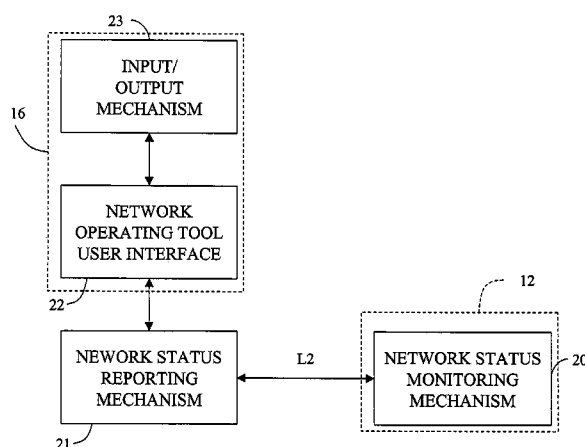 23
INPUT/
OUTPUT
MECHANISM
16
NETWORK
OPERATING TOOL
USER INTERFACE
22
12
NEWORK STATUS
REPORTING
MECHANISM
L2
NETWORK STATUS
MONITORING
MECHANISM
20
21